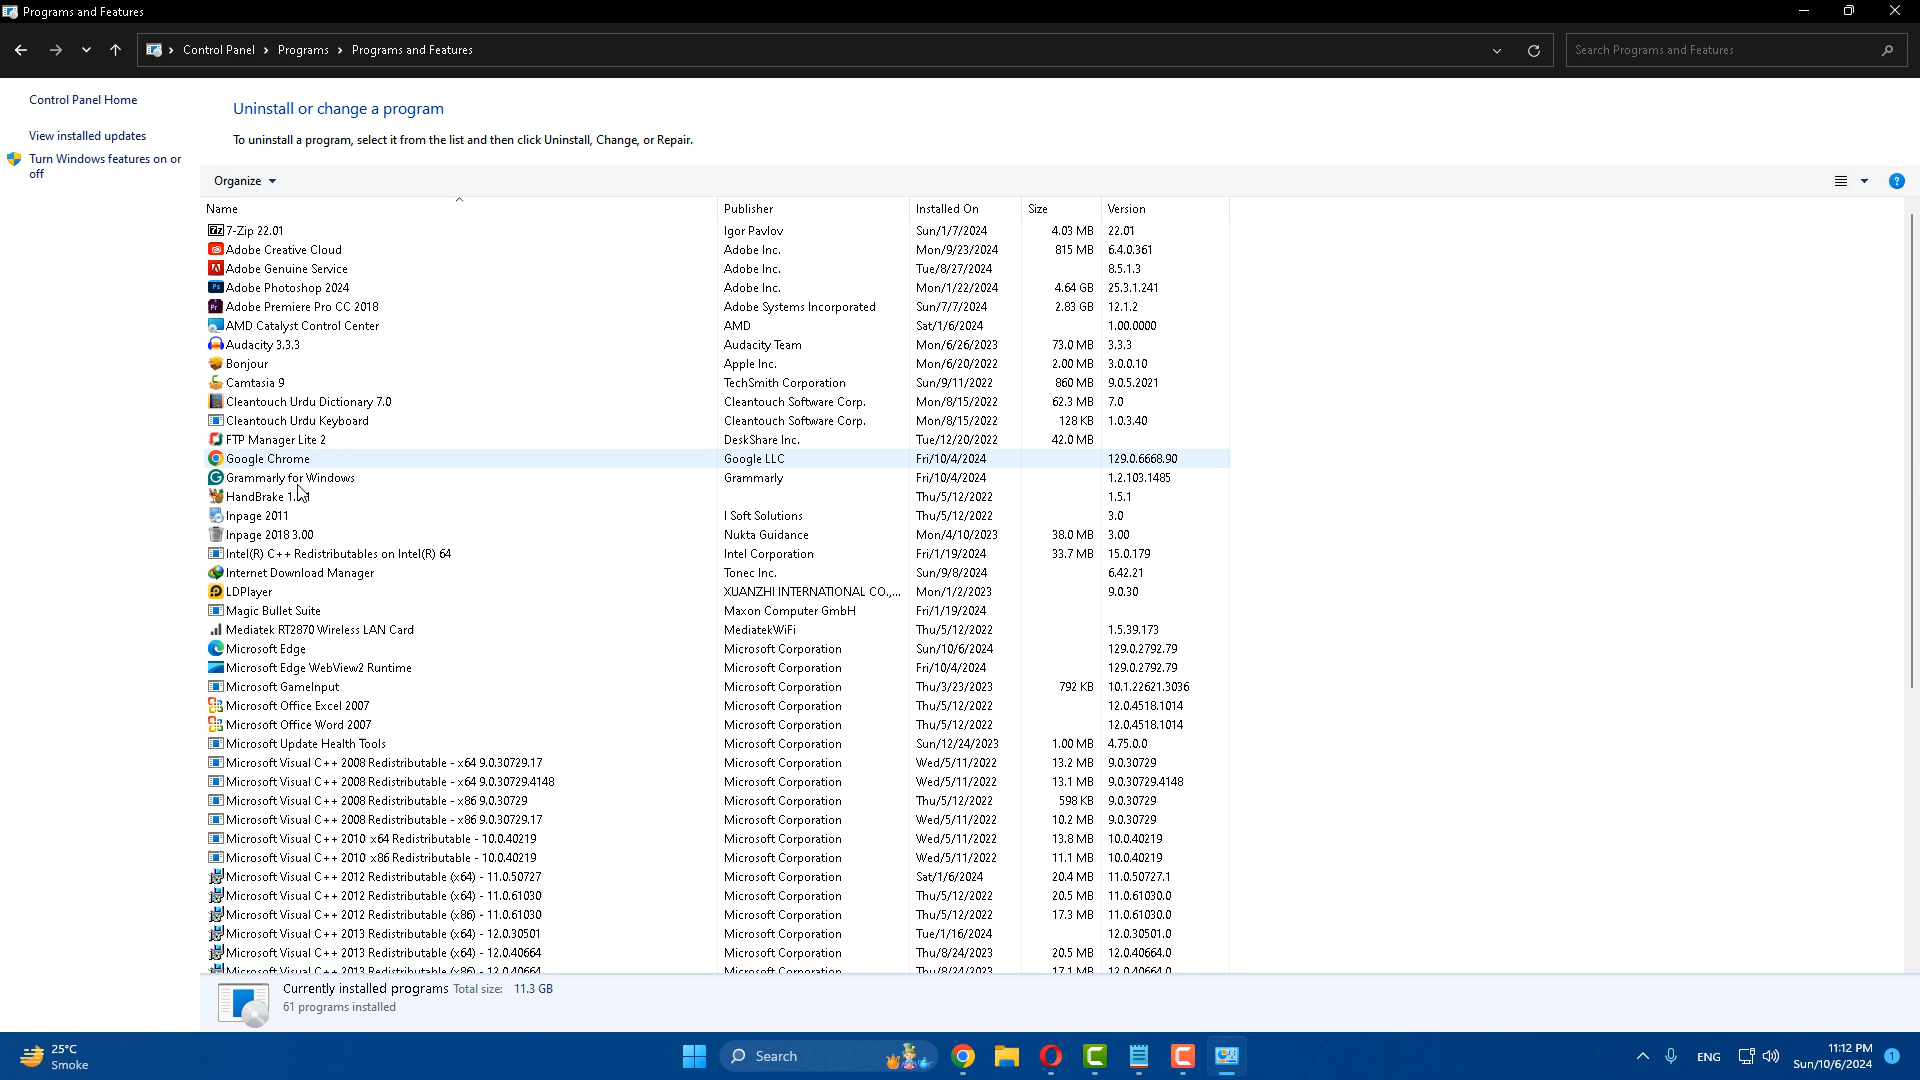 Programs and Features
Control Panel > Programs > Programs and Features
Search Programs and Features
Control Panel Home
View installed updates
Turn Windows features on or
off
Uninstall or change a program
To uninstall a program, select it from the list and then click Uninstall, Change, or Repair.
Organize
Name Publisher Installed On Size Version
7-Zip 22.01 Igor Pavlov Sun/1/7/2024 4.03 MB 22.01
Adobe Creative Cloud Adobe Inc. Mon/9/23/2024 815 MB 6.4.0.361
Adobe Genuine Service Adobe Inc. Tue/8/27/2024 8.5.1.3
Adobe Photoshop 2024 Adobe Inc. Mon/1/22/2024 4.64 GB 25.3.1.241
Adobe Premiere Pro CC 2018 Adobe Systems Incorporated Sun/7/7/2024 2.83 GB 12.1.2
AMD Catalyst Control Center AMD Sat/1/6/2024 1.00.0000
Audacity 3.3.3 Audacity Team Mon/6/26/2023 73.0 MB 3.3.3
Bonjour Apple Inc. Mon/6/20/2022 2.00 MB 3.0.0.10
Camtasia 9 TechSmith Corporation Sun/9/11/2022 860 MB 9.0.5.2021
Cleantouch Urdu Dictionary 7.0 Cleantouch Software Corp. Mon/8/15/2022 62.3 MB 7.0
Cleantouch Urdu Keyboard Cleantouch Software Corp. Mon/8/15/2022 128 KB 1.0.3.40
FTP Manager Lite 2 DeskShare Inc. Tue/12/20/2022 42.0 MB
Google Chrome Google LLC Fri/10/4/2024 129.0.6668.90
Grammarly for Windows Grammarly Fri/10/4/2024 1.2.103.1485
HandBrake Thu/5/12/2022 1.5.1
Inpage 2011 I Soft Solutions Thu/5/12/2022 3.0
Inpage 2018 3.00 Nukta Guidance Mon/4/10/2023 38.0 MB 3.00
Intel(R) C++ Redistributables on Intel(R) 64 Intel Corporation Fri/1/19/2024 33.7 MB 15.0.179
Internet Download Manager Tonec Inc. Sun/9/8/2024 6.42.21
LDPlayer XUANZHI INTERNATIONAL CO.,... Mon/1/2/2023 9.0.30
Magic Bullet Suite Maxon Computer GmbH Fri/1/19/2024
Mediatek RT2870 Wireless LAN Card MediatekWiFi Thu/5/12/2022 1.5.39.173
Microsoft Edge Microsoft Corporation Sun/10/6/2024 129.0.2792.79
Microsoft Edge WebView2 Runtime Microsoft Corporation Fri/10/4/2024 129.0.2792.79
Microsoft GameInput Microsoft Corporation Thu/3/23/2023 792 KB 10.1.22621.3036
Microsoft Office Excel 2007 Microsoft Corporation Thu/5/12/2022 12.0.4518.1014
Microsoft Office Word 2007 Microsoft Corporation Thu/5/12/2022 12.0.4518.1014
Microsoft Update Health Tools Microsoft Corporation Sun/12/24/2023 1.00 MB 4.75.0.0
Microsoft Visual C++ 2008 Redistributable - x64 9.0.30729.17 Microsoft Corporation Wed/5/11/2022 13.2 MB 9.0.30729
Microsoft Visual C++ 2008 Redistributable - x64 9.0.30729.4148 Microsoft Corporation Wed/5/11/2022 13.1 MB 9.0.30729.4148
Microsoft Visual C++ 2008 Redistributable - x86 9.0.30729 Microsoft Corporation Thu/5/12/2022 598 KB 9.0.30729
Microsoft Visual C++ 2008 Redistributable - x86 9.0.30729.17 Microsoft Corporation Wed/5/11/2022 10.2 MB 9.0.30729
Microsoft Visual C++ 2010 x64 Redistributable - 10.0.40219 Microsoft Corporation Wed/5/11/2022 13.8 MB 10.0.40219
Microsoft Visual C++ 2010 x86 Redistributable - 10.0.40219 Microsoft Corporation Wed/5/11/2022 11.1 MB 10.0.40219
Microsoft Visual C++ 2012 Redistributable (x64) - 11.0.50727 Microsoft Corporation Sat/1/6/2024 20.4 MB 11.0.50727.1
Microsoft Visual C++ 2012 Redistributable (x64) - 11.0.61030 Microsoft Corporation Thu/5/12/2022 20.5 MB 11.0.61030.0
Microsoft Visual C++ 2012 Redistributable (x86) - 11.0.61030 Microsoft Corporation Thu/5/12/2022 17.3 MB 11.0.61030.0
Microsoft Visual C++ 2013 Redistributable (x64) - 12.0.30501 Microsoft Corporation Tue/1/16/2024 12.0.30501.0
Microsoft Visual C++ 2013 Redistributable (x64) - 12.0.40664 Microsoft Corporation Thu/8/24/2023 20.5 MB 12.0.40664.0
Microsoft Visual C++ 2013 Redistributable (x86) - 12.0.40664 Microsoft Corporation Thu/8/24/2023 17.1 MB 12.0.40664.0
Currently installed programs Total size: 11.3 GB
61 programs installed
25°C
Smoke
Search
ENG
11:12 PM
Sun/10/6/2024
1